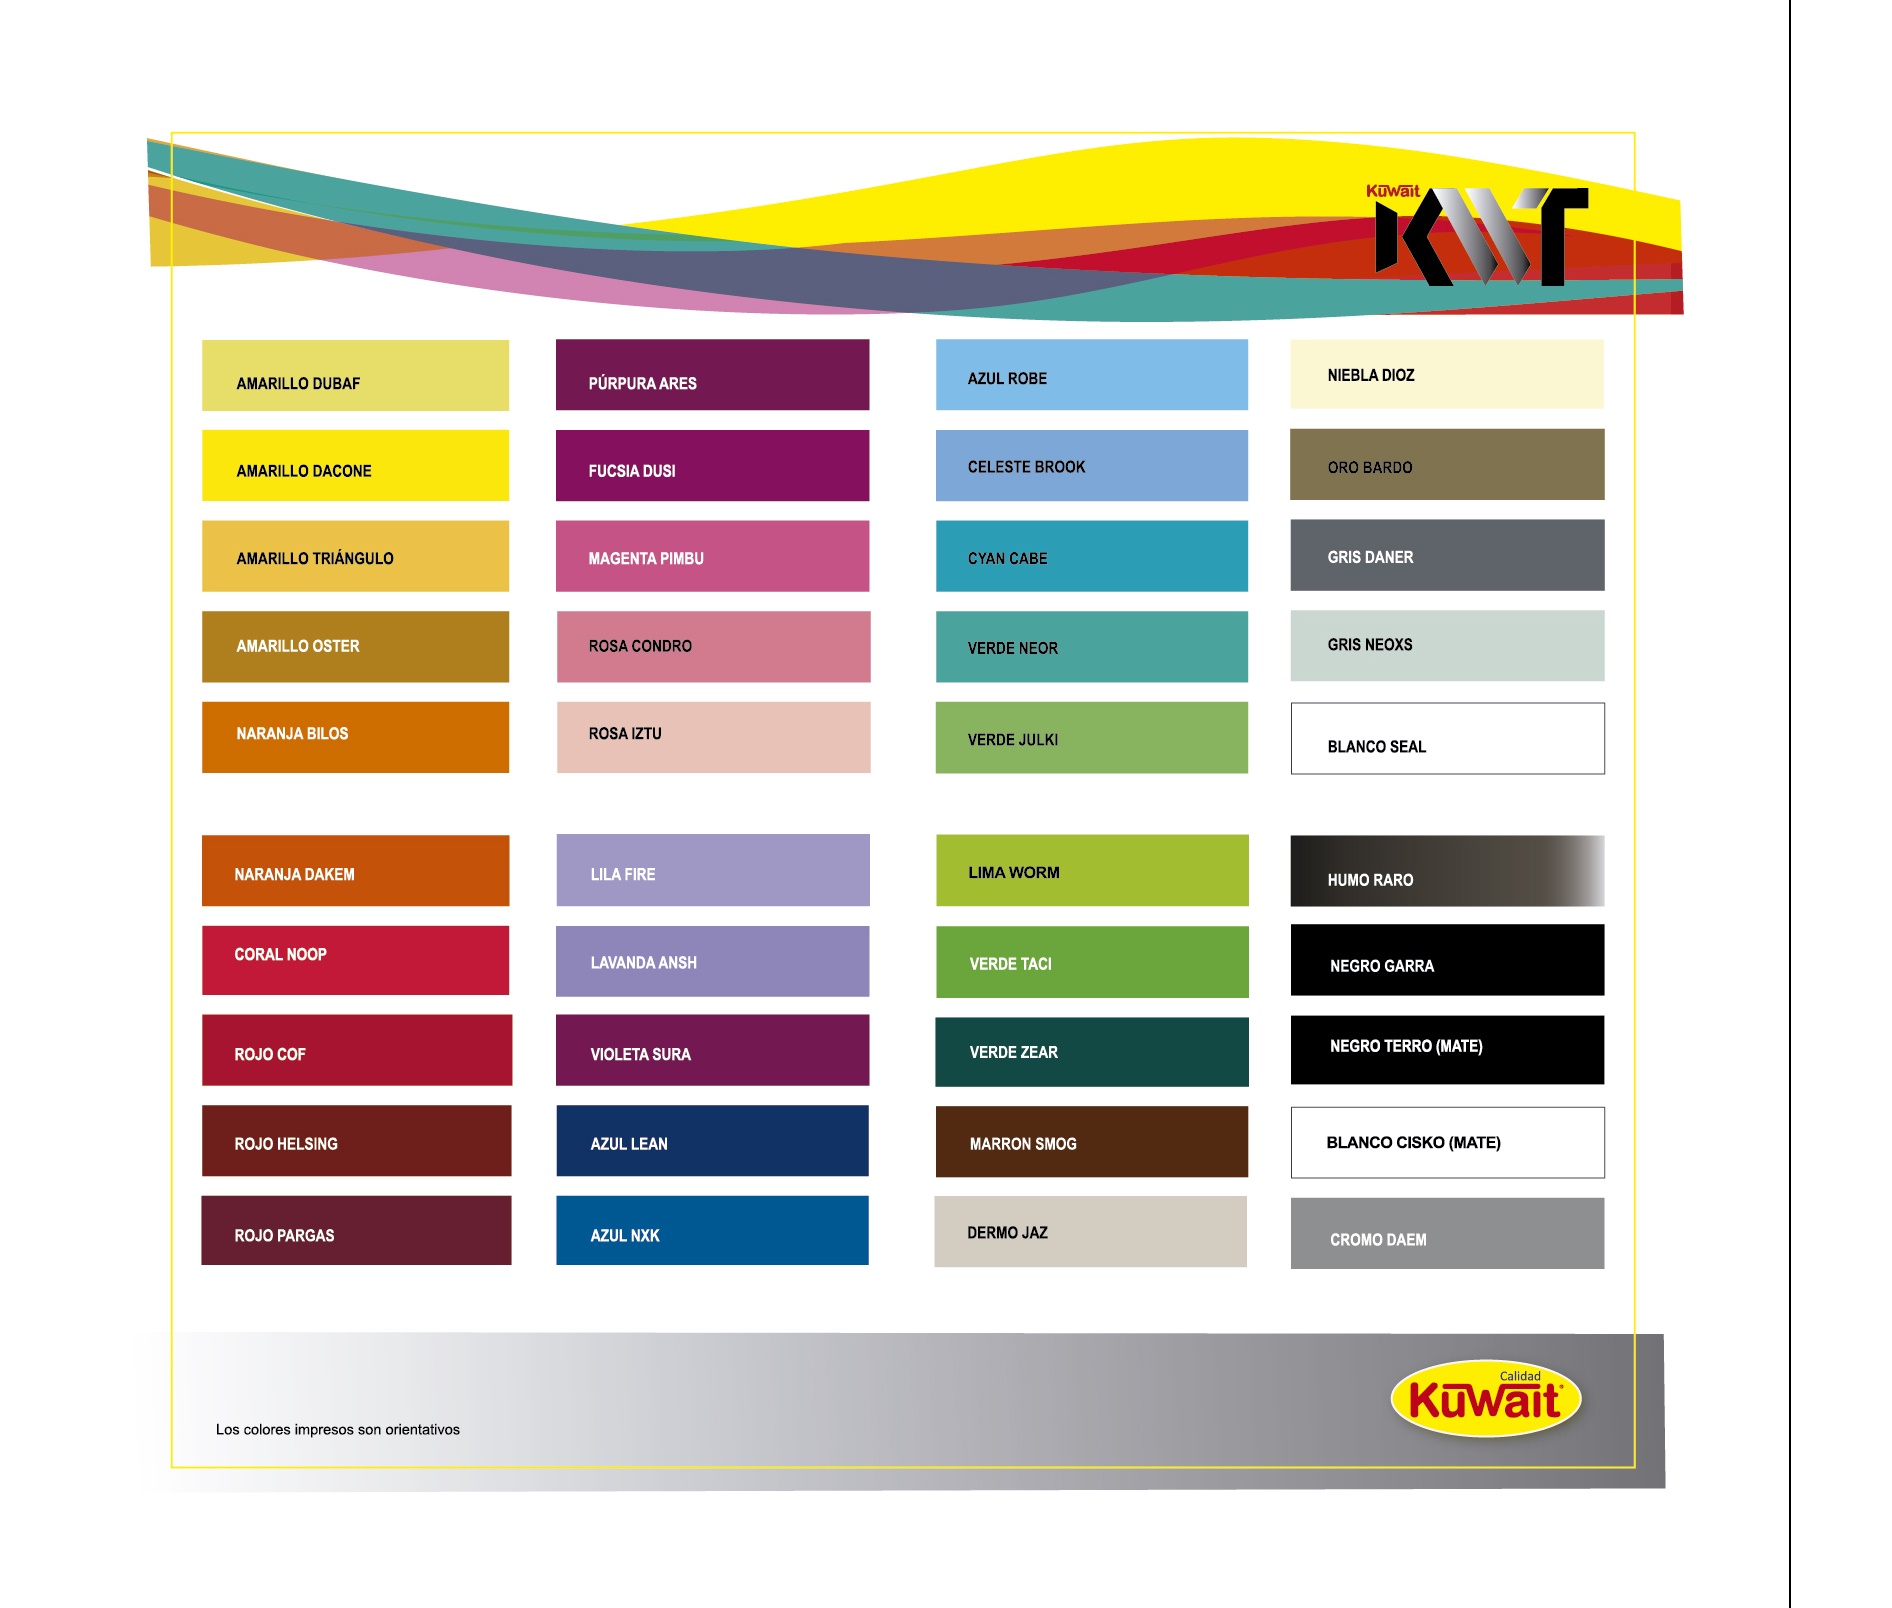 Kuwait
KWT
AMARILLO DUBAF
PÚRPURA ARES
AZUL ROBE
NIEBLA DIOZ
AMARILLO DACONE
FUCSIA DUSI
CELESTE BROOK
ORO BARDO
AMARILLO TRIÁNGULO
MAGENTA PIMBU
CYAN CABE
GRIS DANER
AMARILLO OSTER
ROSA CONDRO
VERDE NEOR
GRIS NEOXS
NARANJA BILOS
ROSA IZTU
VERDE JULKI
BLANCO SEAL
NARANJA DAKEM
LILA FIRE
LIMA WORM
HUMO RARO
CORAL NOOP
LAVANDA ANSH
VERDE TACI
NEGRO GARRA
ROJO COF
VIOLETA SURA
VERDE ZEAR
NEGRO TERRO (MATE)
ROJO HELSING
AZUL LEAN
MARRON SMOG
BLANCO CISKO (MATE)
ROJO PARGAS
AZUL NXK
DERMO JAZ
CROMO DAEM
Los colores impresos son orientativos
Calidad
Kuwait